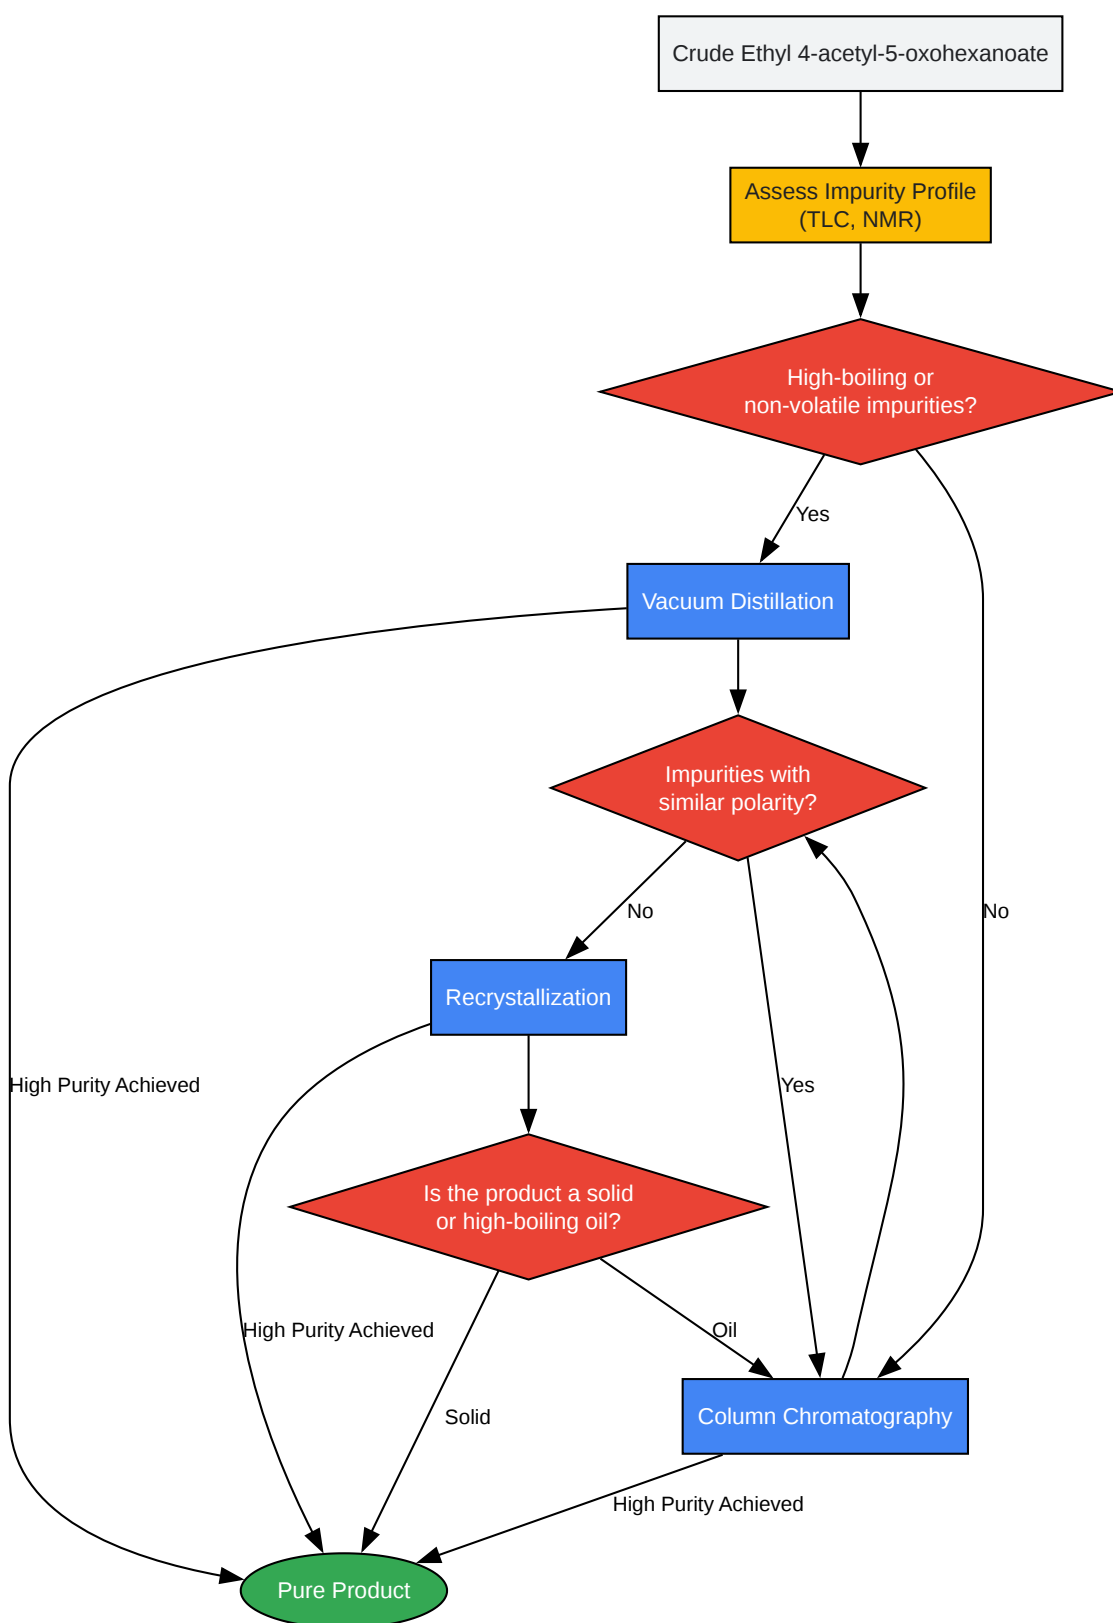 Crude Ethyl 4-acetyl-5-oxohexanoate
Assess Impurity Profile
(TLC, NMR)
High-boiling or
non-volatile impurities?
Yes
Vacuum Distillation
Impurities with
similar polarity?
No
No
Recrystallization
High Purity Achieved
Yes
Is the product a solid
or high-boiling oil?
High Purity Achieved
Oil
Solid
Column Chromatography
High Purity Achieved
Pure Product